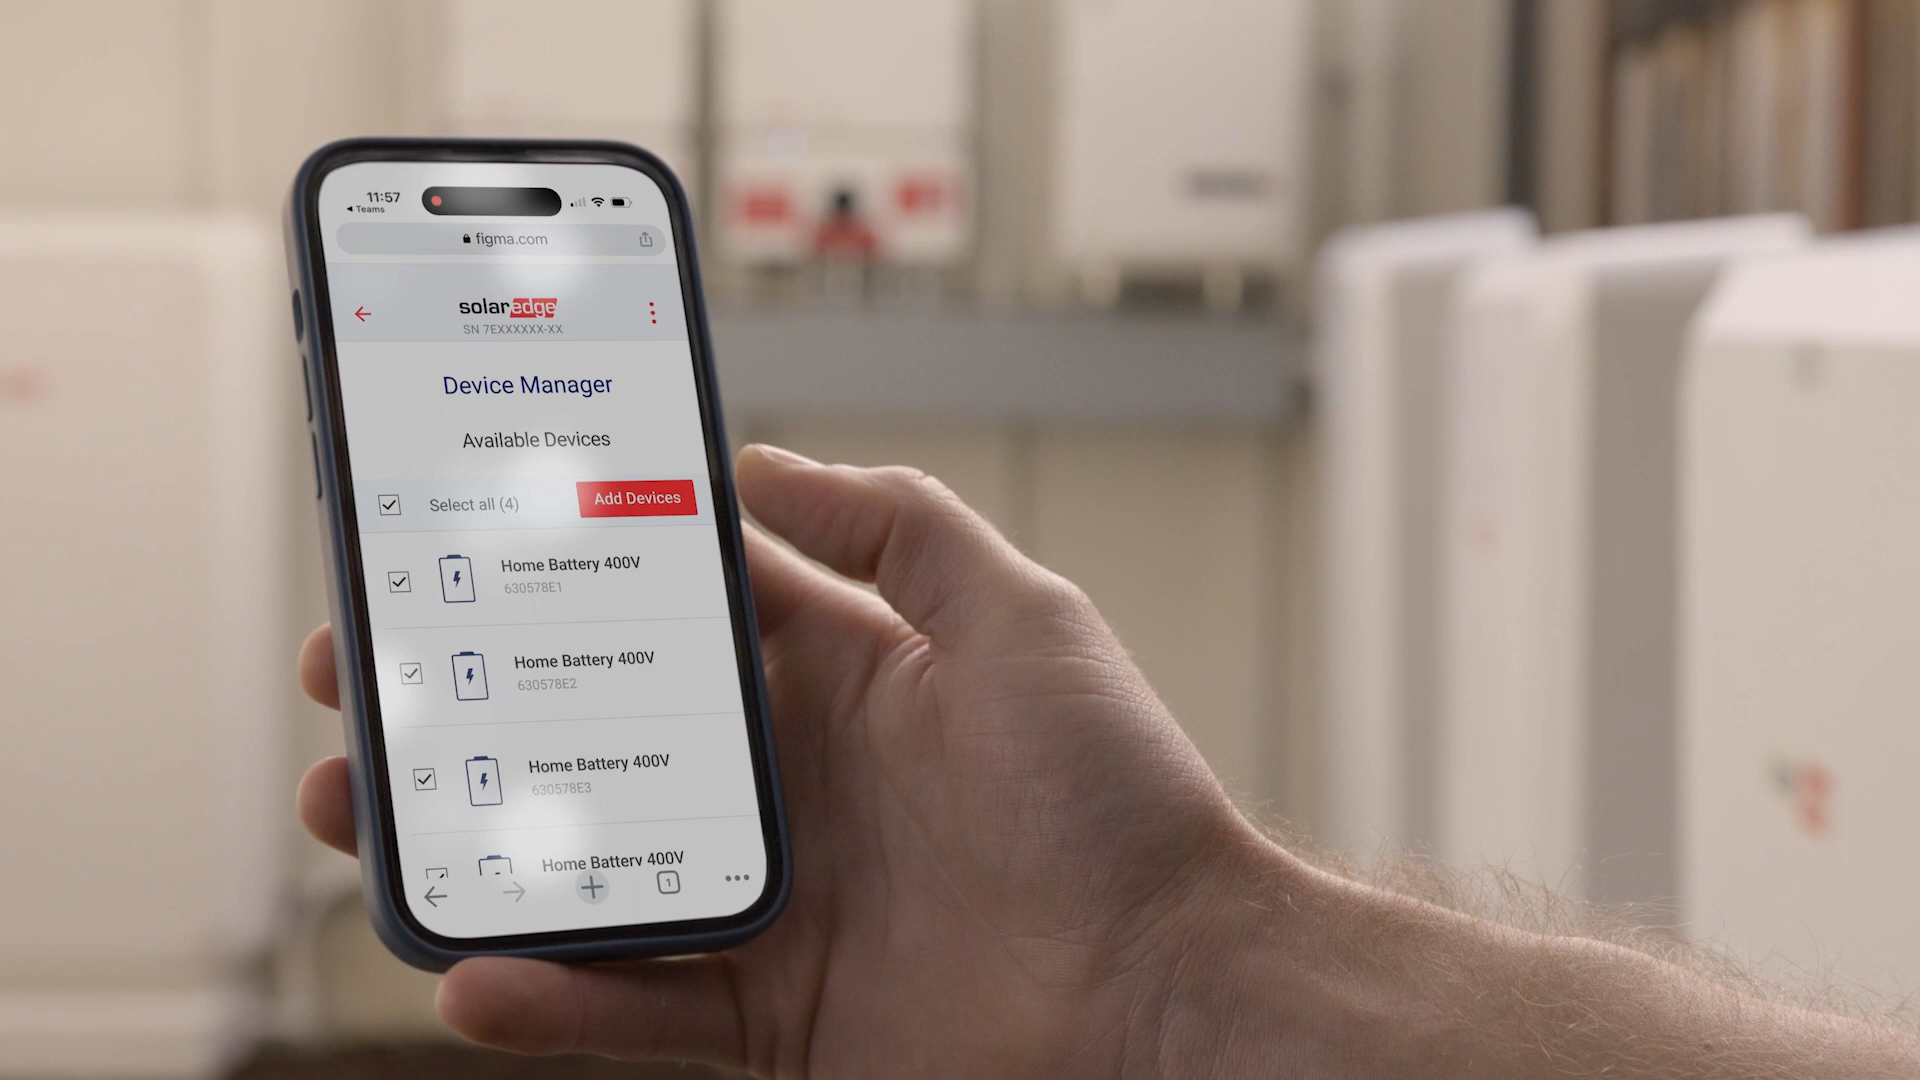 11:57
◀ Teams
figma.com
solaredge
SN 7EXXXXXX-XX
Device Manager
Available Devices
Select all (4)
Add Devices
Home Battery 400V
630578E1
Home Battery 400V
630578E2
Home Battery 400V
630578E3
Home Battery 400V
1